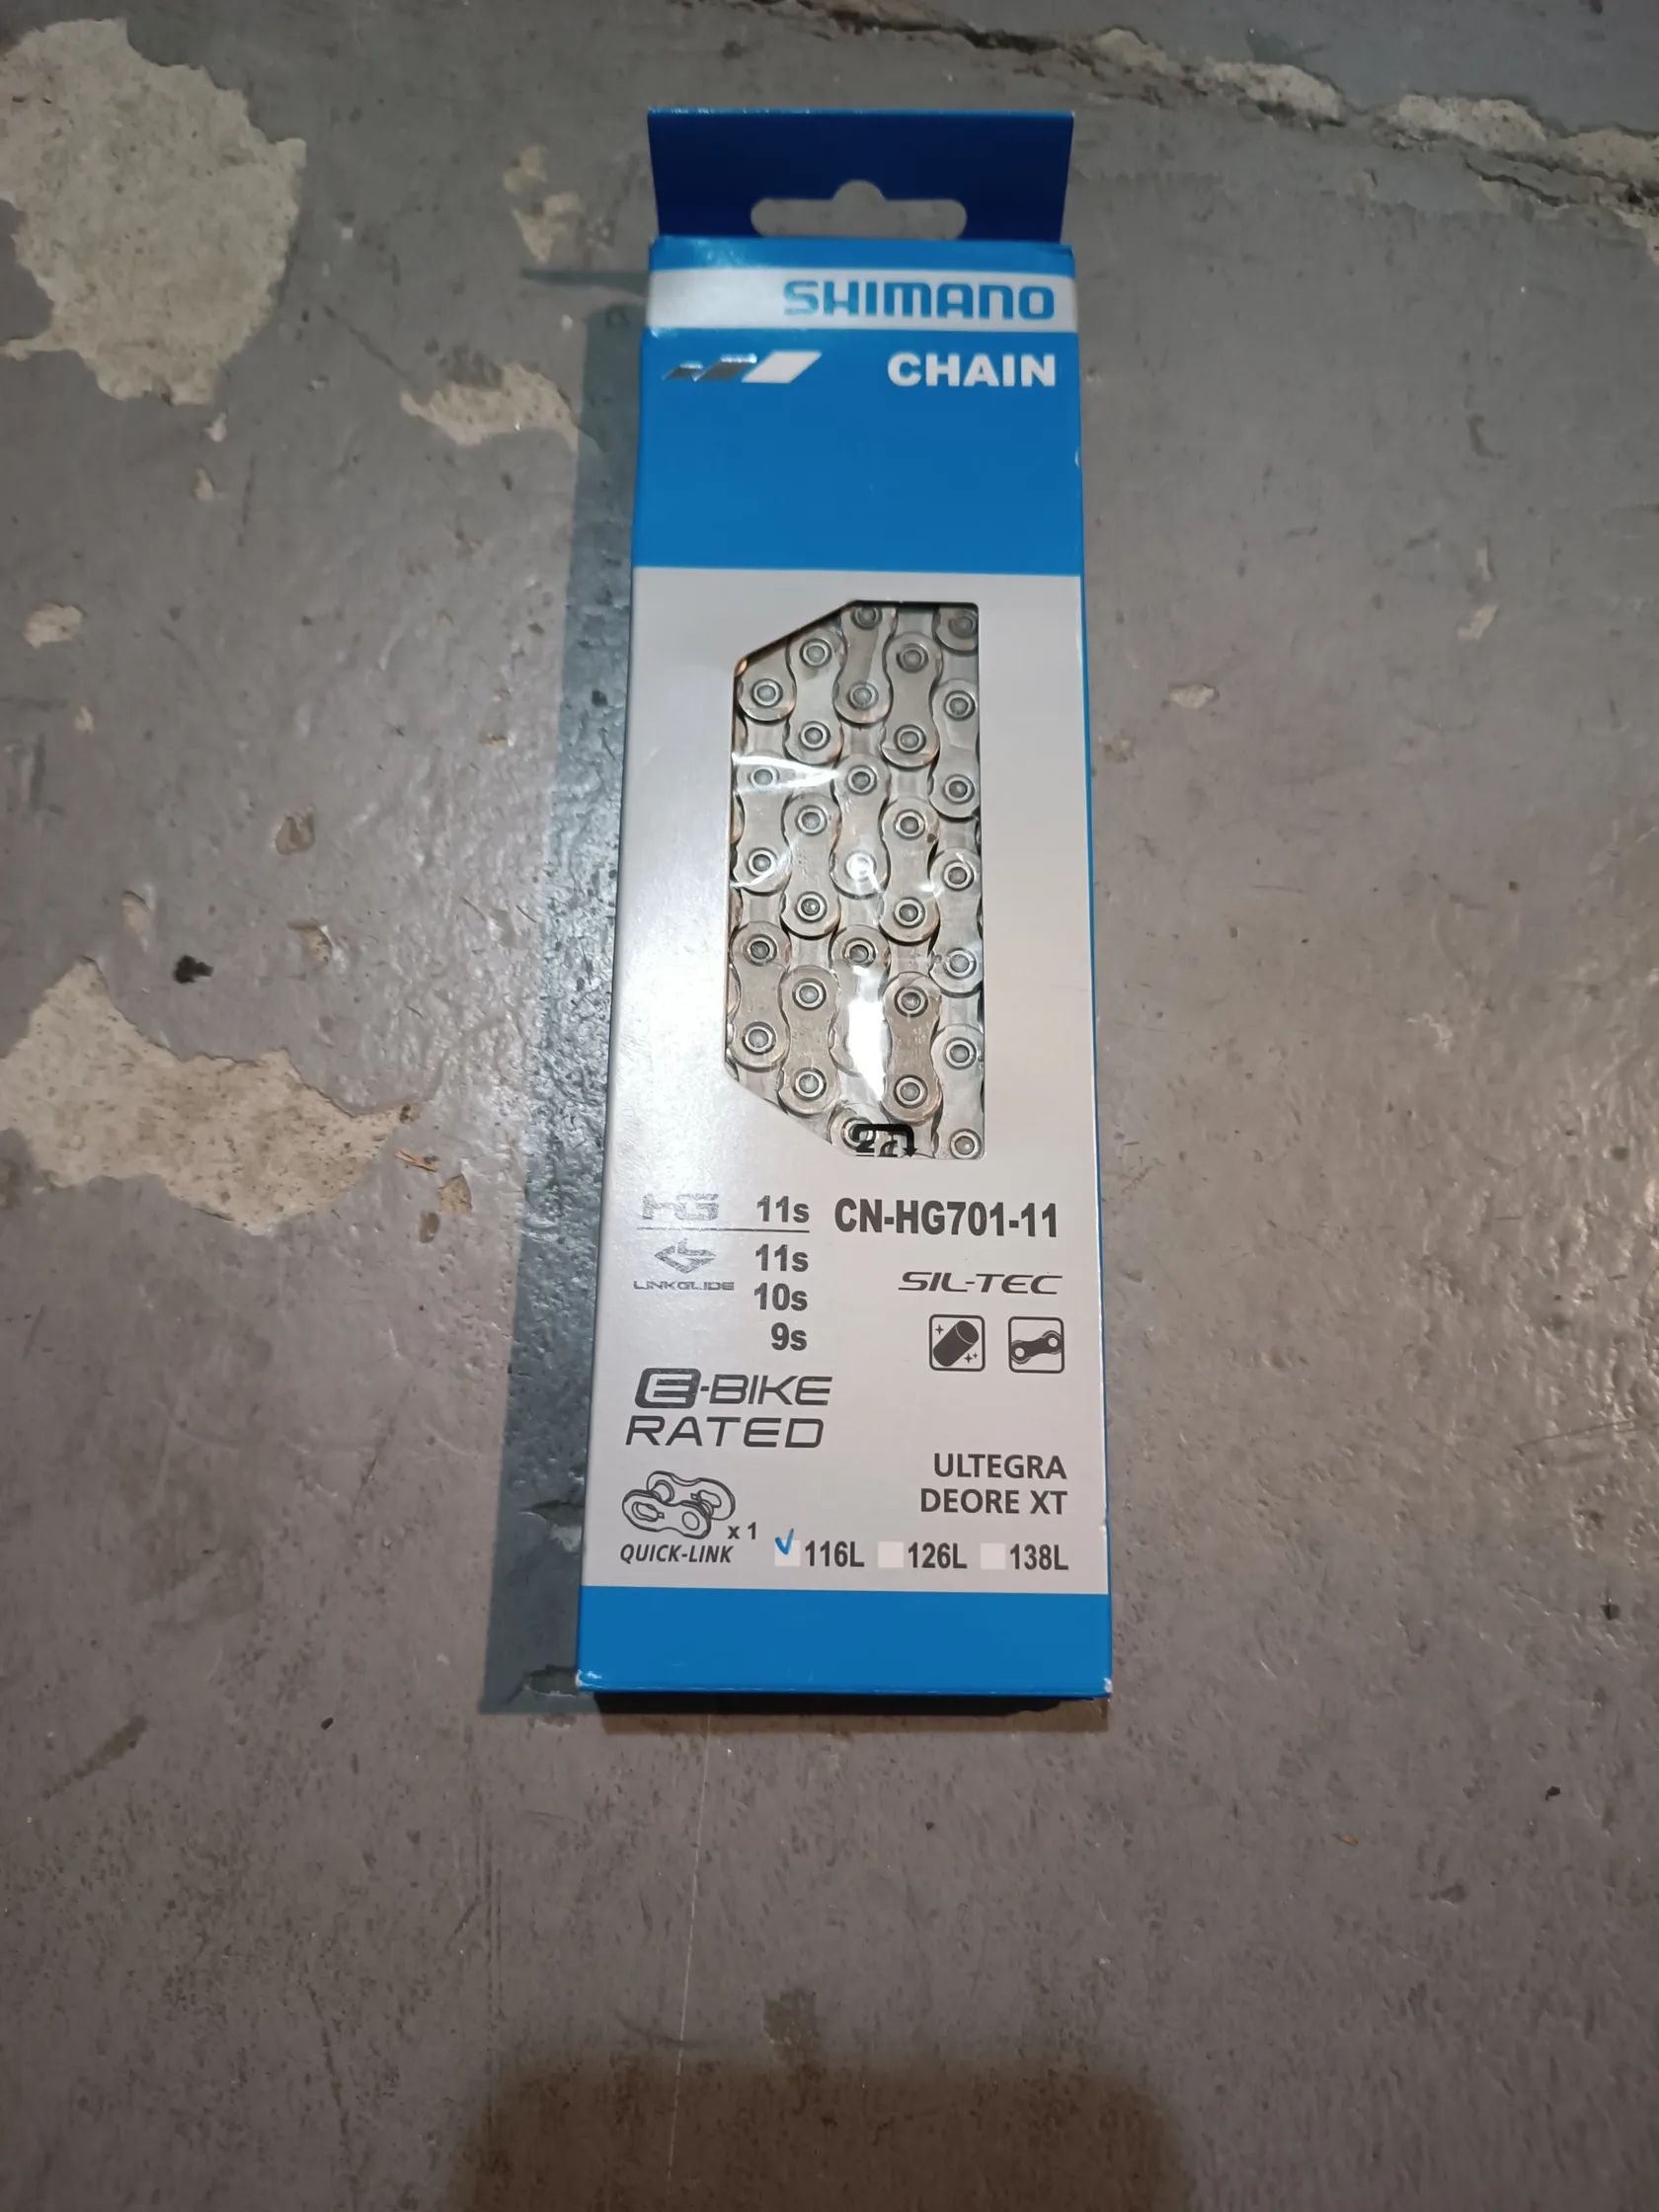 SHIMANO
CHAIN
HG 11s
LINKGLIDE 11s
10s
9s
CN-HG701-11
SIL-TEC
E-BIKE
RATED
ULTEGRA
DEORE XT
x 1
QUICK-LINK
116L 126L 138L